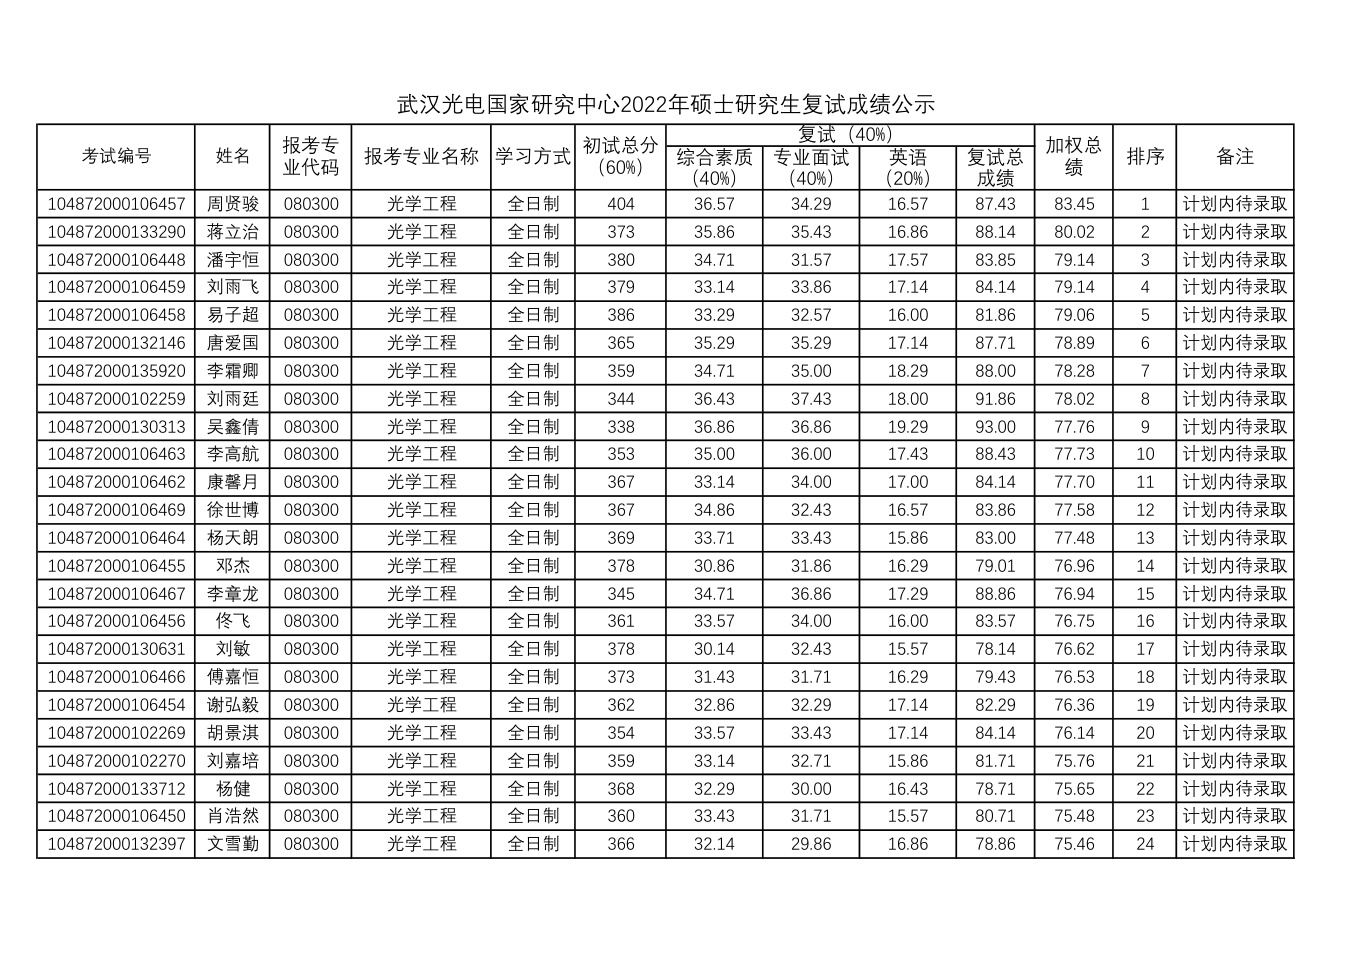 武汉光电国家研究中心2022年硕士研究生复试成绩公示
考试编号 姓名 报考专业代码 报考专业名称 学习方式 初试总分(60%) 复试（40%） 加权总绩 排序 备注
综合素质(40%) 专业面试(40%) 英语(20%) 复试总成绩
104872000106457 周贤骏 080300 光学工程 全日制 404 36.57 34.29 16.57 87.43 83.45 1 计划内待录取
104872000133290 蒋立治 080300 光学工程 全日制 373 35.86 35.43 16.86 88.14 80.02 2 计划内待录取
104872000106448 潘宇恒 080300 光学工程 全日制 380 34.71 31.57 17.57 83.85 79.14 3 计划内待录取
104872000106459 刘雨飞 080300 光学工程 全日制 379 33.14 33.86 17.14 84.14 79.14 4 计划内待录取
104872000106458 易子超 080300 光学工程 全日制 386 33.29 32.57 16.00 81.86 79.06 5 计划内待录取
104872000132146 唐爱国 080300 光学工程 全日制 365 35.29 35.29 17.14 87.71 78.89 6 计划内待录取
104872000135920 李霜卿 080300 光学工程 全日制 359 34.71 35.00 18.29 88.00 78.28 7 计划内待录取
104872000102259 刘雨廷 080300 光学工程 全日制 344 36.43 37.43 18.00 91.86 78.02 8 计划内待录取
104872000130313 吴鑫倩 080300 光学工程 全日制 338 36.86 36.86 19.29 93.00 77.76 9 计划内待录取
104872000106463 李高航 080300 光学工程 全日制 353 35.00 36.00 17.43 88.43 77.73 10 计划内待录取
104872000106462 康馨月 080300 光学工程 全日制 367 33.14 34.00 17.00 84.14 77.70 11 计划内待录取
104872000106469 徐世博 080300 光学工程 全日制 367 34.86 32.43 16.57 83.86 77.58 12 计划内待录取
104872000106464 杨天朗 080300 光学工程 全日制 369 33.71 33.43 15.86 83.00 77.48 13 计划内待录取
104872000106455 邓杰 080300 光学工程 全日制 378 30.86 31.86 16.29 79.01 76.96 14 计划内待录取
104872000106467 李章龙 080300 光学工程 全日制 345 34.71 36.86 17.29 88.86 76.94 15 计划内待录取
104872000106456 佟飞 080300 光学工程 全日制 361 33.57 34.00 16.00 83.57 76.75 16 计划内待录取
104872000130631 刘敏 080300 光学工程 全日制 378 30.14 32.43 15.57 78.14 76.62 17 计划内待录取
104872000106466 傅嘉恒 080300 光学工程 全日制 373 31.43 31.71 16.29 79.43 76.53 18 计划内待录取
104872000106454 谢弘毅 080300 光学工程 全日制 362 32.86 32.29 17.14 82.29 76.36 19 计划内待录取
104872000102269 胡景淇 080300 光学工程 全日制 354 33.57 33.43 17.14 84.14 76.14 20 计划内待录取
104872000102270 刘嘉培 080300 光学工程 全日制 359 33.14 32.71 15.86 81.71 75.76 21 计划内待录取
104872000133712 杨健 080300 光学工程 全日制 368 32.29 30.00 16.43 78.71 75.65 22 计划内待录取
104872000106450 肖浩然 080300 光学工程 全日制 360 33.43 31.71 15.57 80.71 75.48 23 计划内待录取
104872000132397 文雪勤 080300 光学工程 全日制 366 32.14 29.86 16.86 78.86 75.46 24 计划内待录取